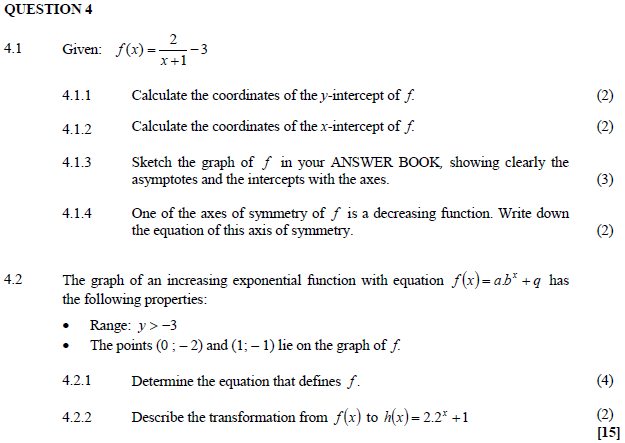 QUESTION 4
4.1 Given: f(x) = 2/(x+1) − 3
4.1.1 Calculate the coordinates of the y-intercept of f. (2)
4.1.2 Calculate the coordinates of the x-intercept of f. (2)
4.1.3 Sketch the graph of f in your ANSWER BOOK, showing clearly the
asymptotes and the intercepts with the axes. (3)
4.1.4 One of the axes of symmetry of f is a decreasing function. Write down
the equation of this axis of symmetry. (2)
4.2 The graph of an increasing exponential function with equation f(x) = a.bˣ + q has
the following properties:
• Range: y > −3
• The points (0 ; – 2) and (1; – 1) lie on the graph of f.
4.2.1 Determine the equation that defines f. (4)
4.2.2 Describe the transformation from f(x) to h(x) = 2.2ˣ + 1 (2)
[15]